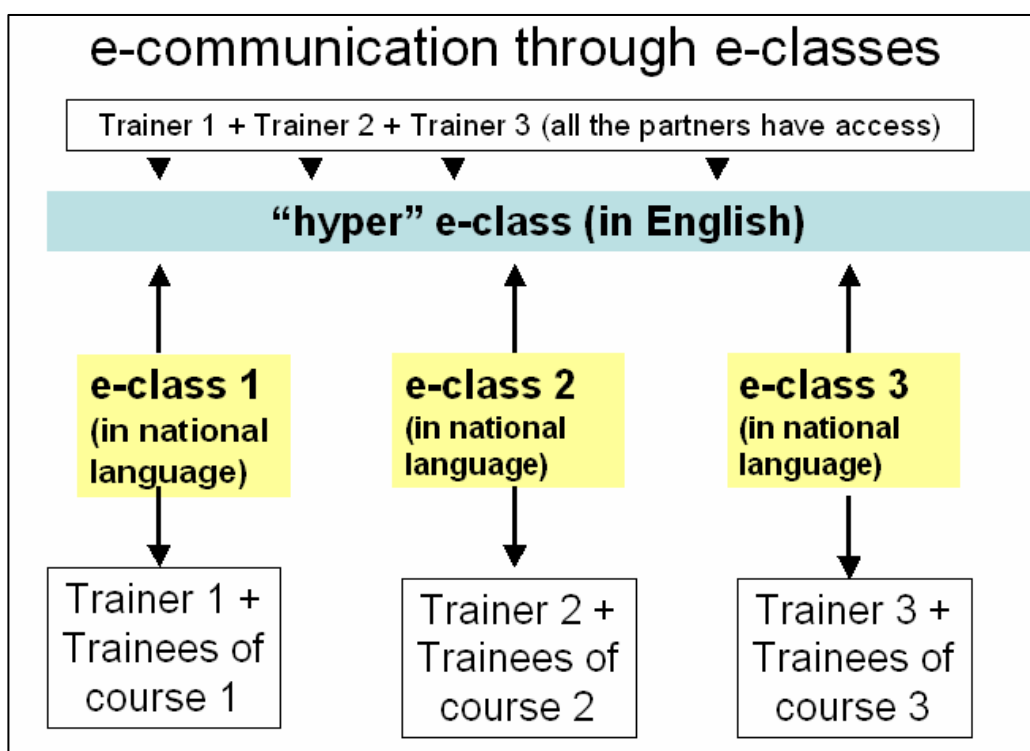 e-communication through e-classes
Trainer 1 + Trainer 2 + Trainer 3 (all the partners have access)
“hyper” e-class (in English)
e-class 1
(in national
language)
e-class 2
(in national
language)
e-class 3
(in national
language)
Trainer 1 +
Trainees of
course 1
Trainer 2 +
Trainees of
course 2
Trainer 3 +
Trainees of
course 3